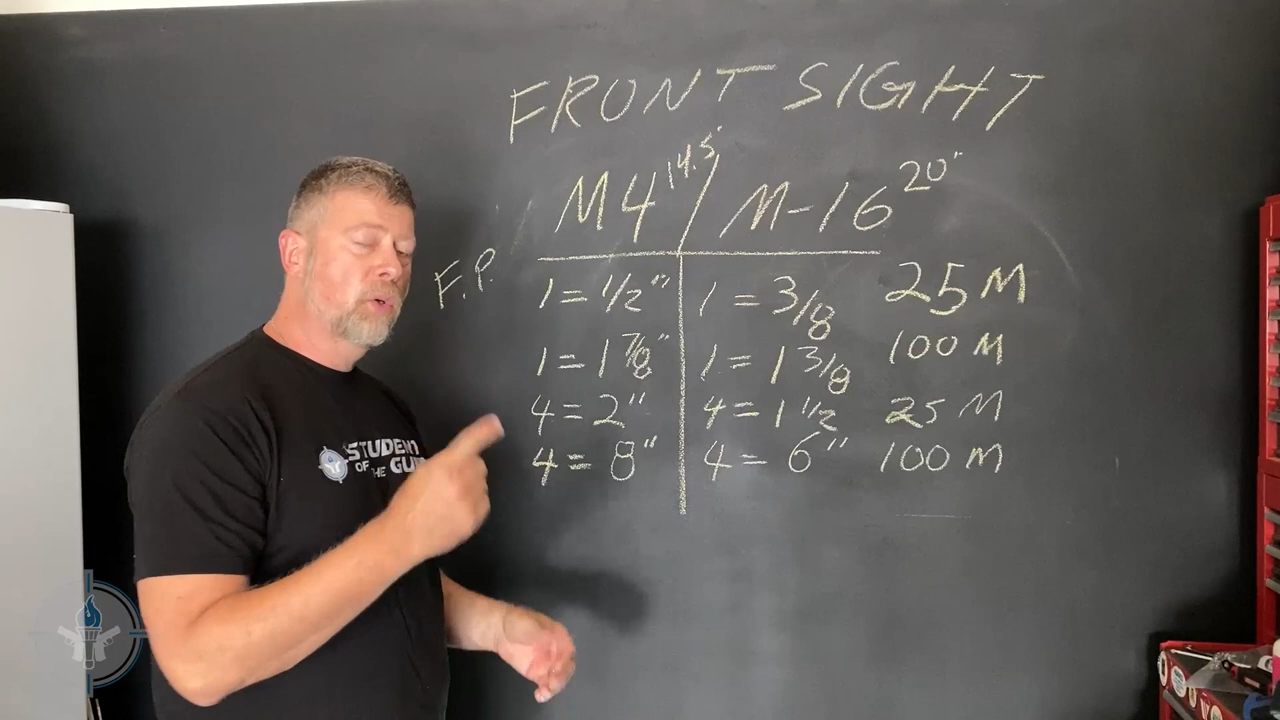 FRONT SIGHT
M4 14.5" / M-16 20"
F.P.
1 = 1/2" 1 = 3/8 25 M
1 = 1 7/8" 1 = 1 3/8 100 M
4 = 2" 4 = 1 1/2 25 M
4 = 8" 4 = 6" 100 M
STUDENT
OF THE GU